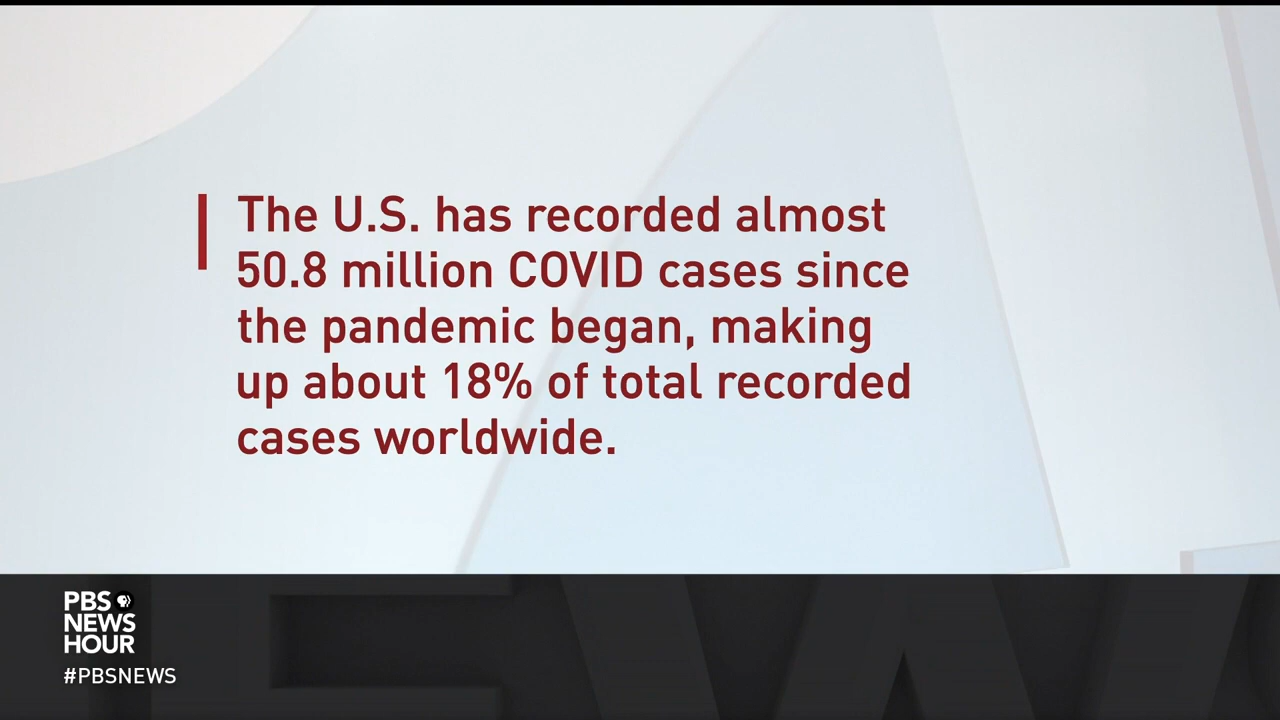 The U.S. has recorded almost
50.8 million COVID cases since
the pandemic began, making
up about 18% of total recorded
cases worldwide.
PBS
NEWS
HOUR
#PBSNEWS